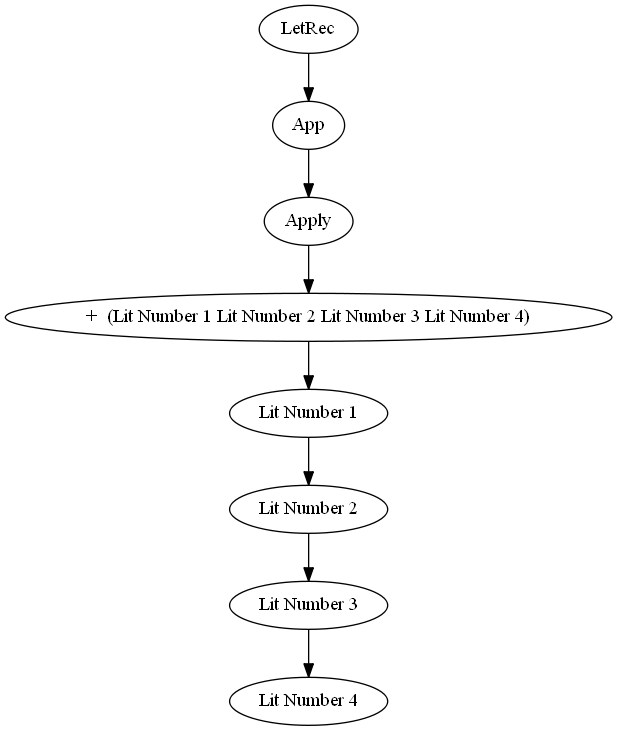 LetRec
App
Apply
+ (Lit Number 1 Lit Number 2 Lit Number 3 Lit Number 4)
Lit Number 1
Lit Number 2
Lit Number 3
Lit Number 4